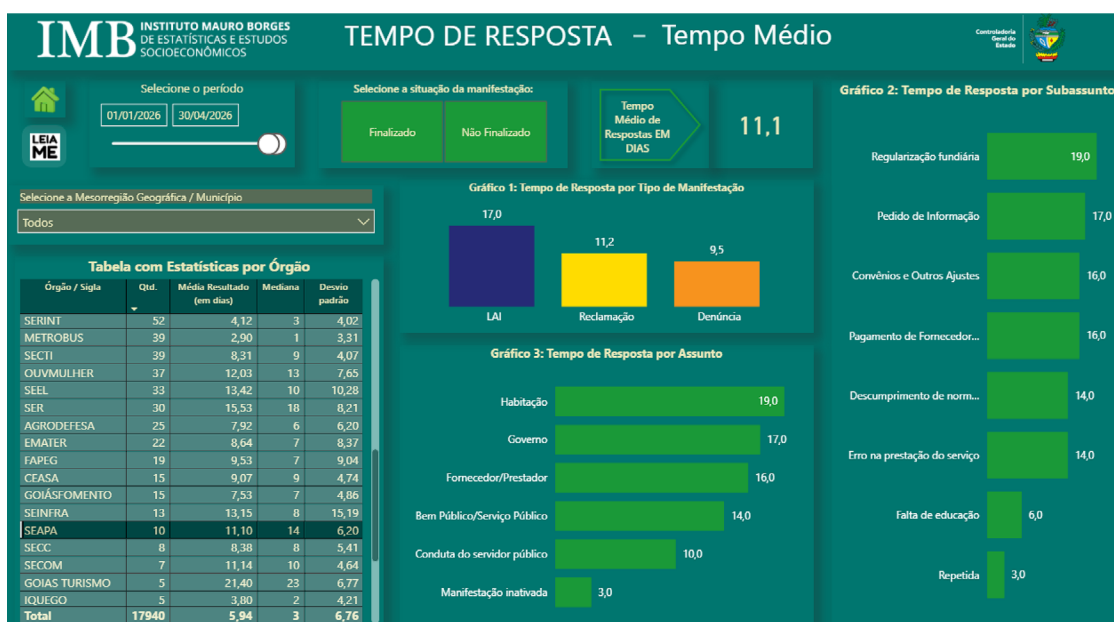 IMB INSTITUTO MAURO BORGES
DE ESTATÍSTICAS E ESTUDOS
SOCIOECONÔMICOS
TEMPO DE RESPOSTA – Tempo Médio
Controladoria
Geral do
Estado
LEIA
ME
Selecione o período
01/01/2026 30/04/2026
Selecione a situação da manifestação:
Finalizado Não Finalizado
Tempo
Médio de
Respostas EM
DIAS
11,1
Selecione a Mesorregião Geográfica / Município
Todos
Tabela com Estatísticas por Órgão
Órgão / Sigla Qtd. Média Resultado (em dias) Mediana Desvio padrão
SERINT 52 4,12 3 4,02
METROBUS 39 2,90 1 3,31
SECTI 39 8,31 9 4,07
OUVMULHER 37 12,03 13 7,65
SEEL 33 13,42 10 10,28
SER 30 15,53 18 8,21
AGRODEFESA 25 7,92 6 6,20
EMATER 22 8,64 7 8,37
FAPEG 19 9,53 7 9,04
CEASA 15 9,07 9 4,74
GOIÁSFOMENTO 15 7,53 7 4,86
SEINFRA 13 13,15 8 15,19
SEAPA 10 11,10 14 6,20
SECC 8 8,38 8 5,41
SECOM 7 11,14 10 4,64
GOIAS TURISMO 5 21,40 23 6,77
IQUEGO 5 3,80 2 4,21
Total 17940 5,94 3 6,76
Gráfico 1: Tempo de Resposta por Tipo de Manifestação
17,0
11,2
9,5
LAI Reclamação Denúncia
Gráfico 3: Tempo de Resposta por Assunto
Habitação 19,0
Governo 17,0
Fornecedor/Prestador 16,0
Bem Público/Serviço Público 14,0
Conduta do servidor público 10,0
Manifestação inativada 3,0
Gráfico 2: Tempo de Resposta por Subassunto
Regularização fundiária 19,0
Pedido de Informação 17,0
Convênios e Outros Ajustes 16,0
Pagamento de Fornecedor... 16,0
Descumprimento de norm... 14,0
Erro na prestação do serviço 14,0
Falta de educação 6,0
Repetida 3,0